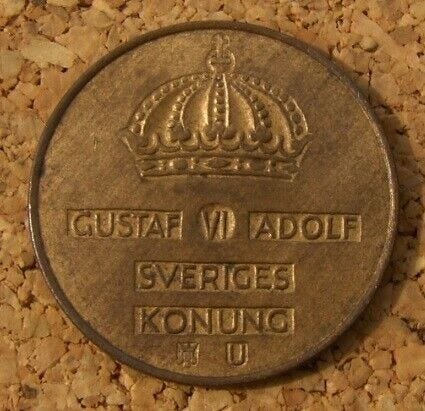 GUSTAF VI ADOLF
SVERIGES
KONUNG
U